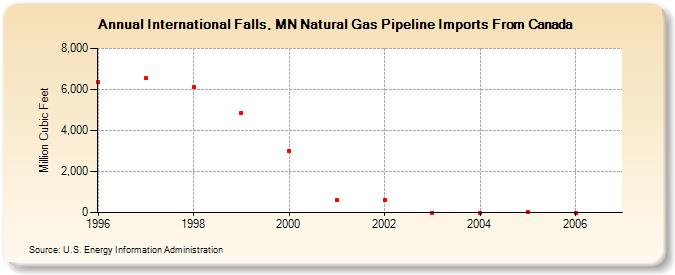 Annual International Falls, MN Natural Gas Pipeline Imports From Canada
Million Cubic Feet
8,000
6,000
4,000
2,000
0
1996 1998 2000 2002 2004 2006
Source: U.S. Energy Information Administration